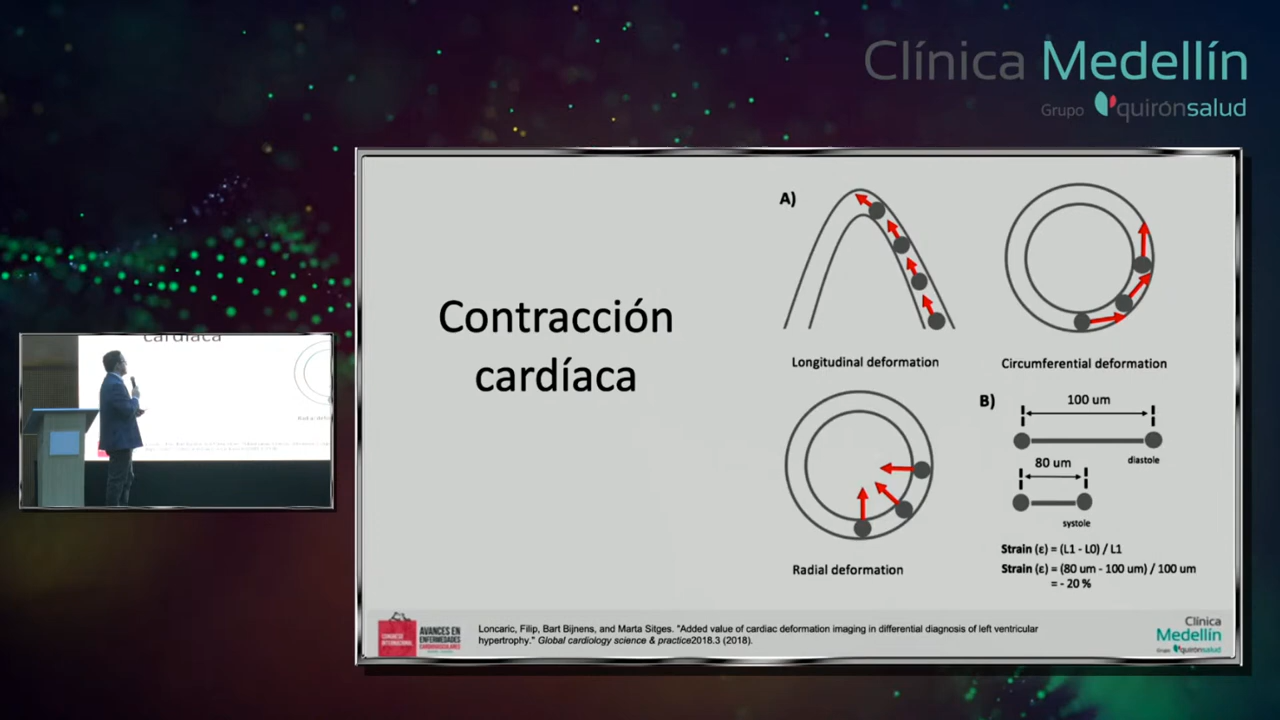 Clínica Medellín
Grupo quirónsalud
Contracción
cardíaca
A)
Longitudinal deformation
Circumferential deformation
Radial deformation
B)
100 um
diastole
80 um
systole
Strain (ε) = (L1 - L0) / L1
Strain (ε) = (80 um - 100 um) / 100 um
= - 20 %
cardíaca
CONGRESO
INTERNACIONAL
AVANCES EN
ENFERMEDADES
CARDIOVASCULARES
Loncaric, Filip, Bart Bijnens, and Marta Sitges. "Added value of cardiac deformation imaging in differential diagnosis of left ventricular
hypertrophy." Global cardiology science & practice2018.3 (2018).
Clínica
Medellín
Grupo quirónsalud